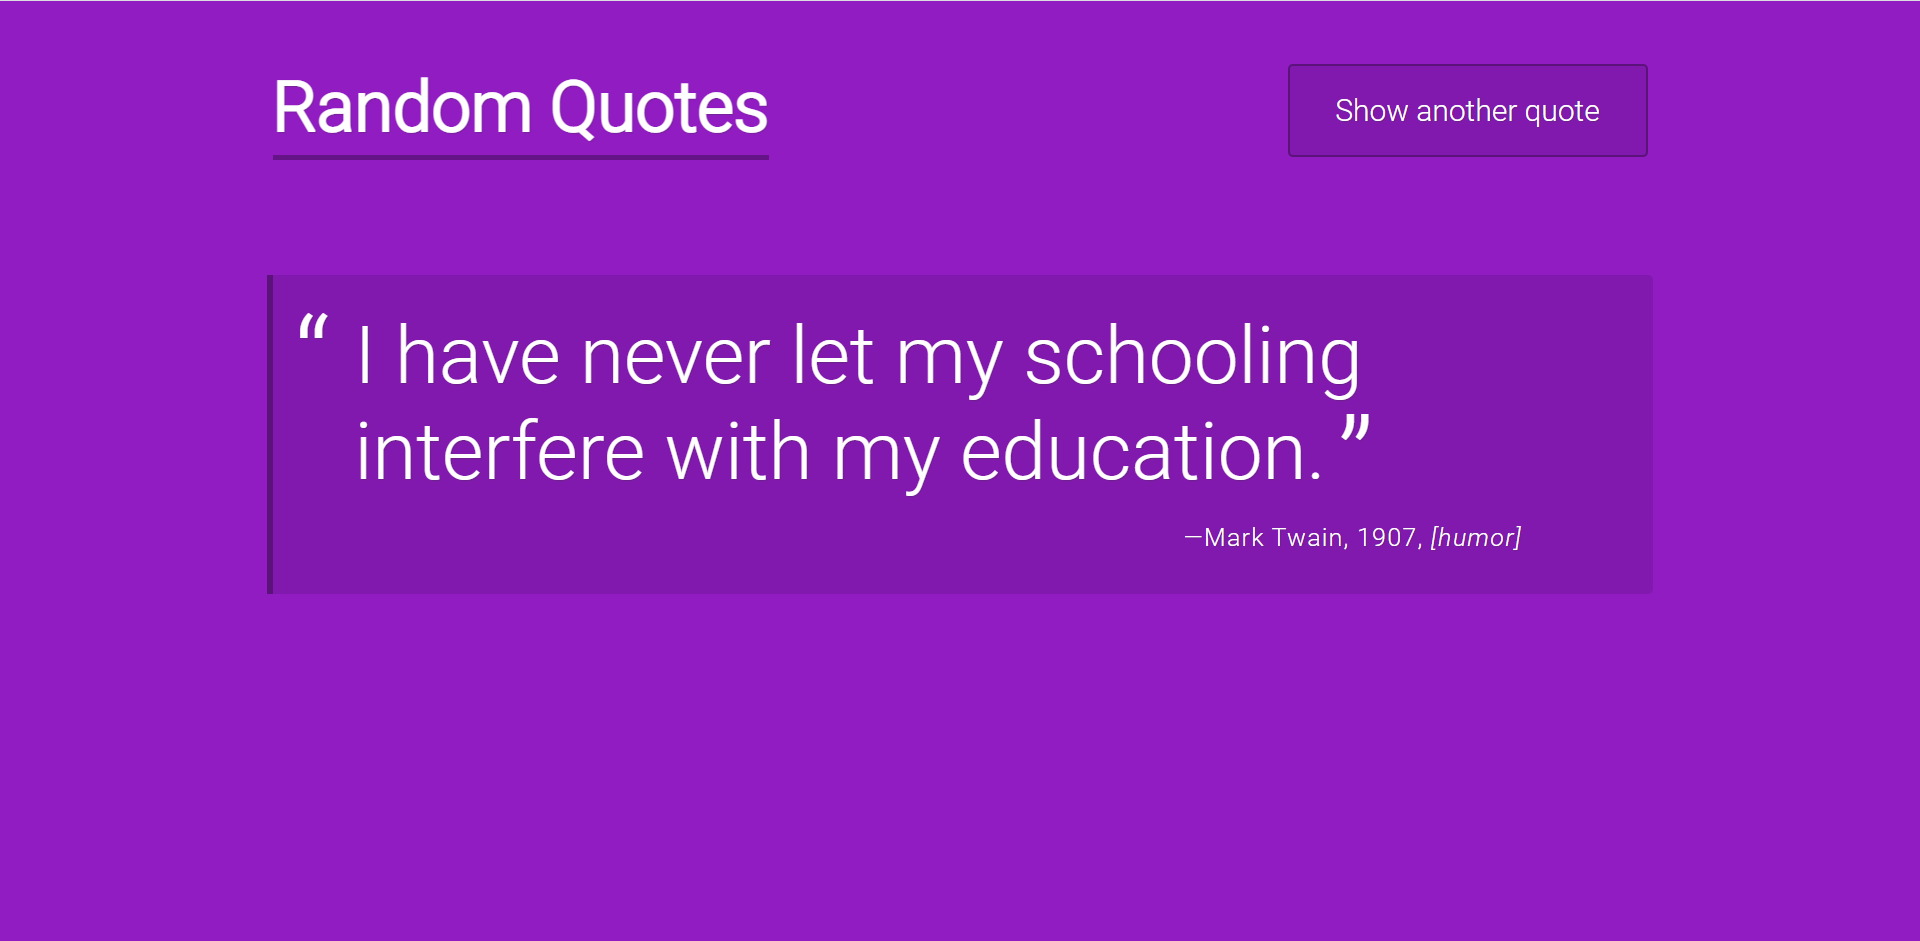 Random Quotes
Show another quote
“ I have never let my schooling
interfere with my education. ”
—Mark Twain, 1907, [humor]